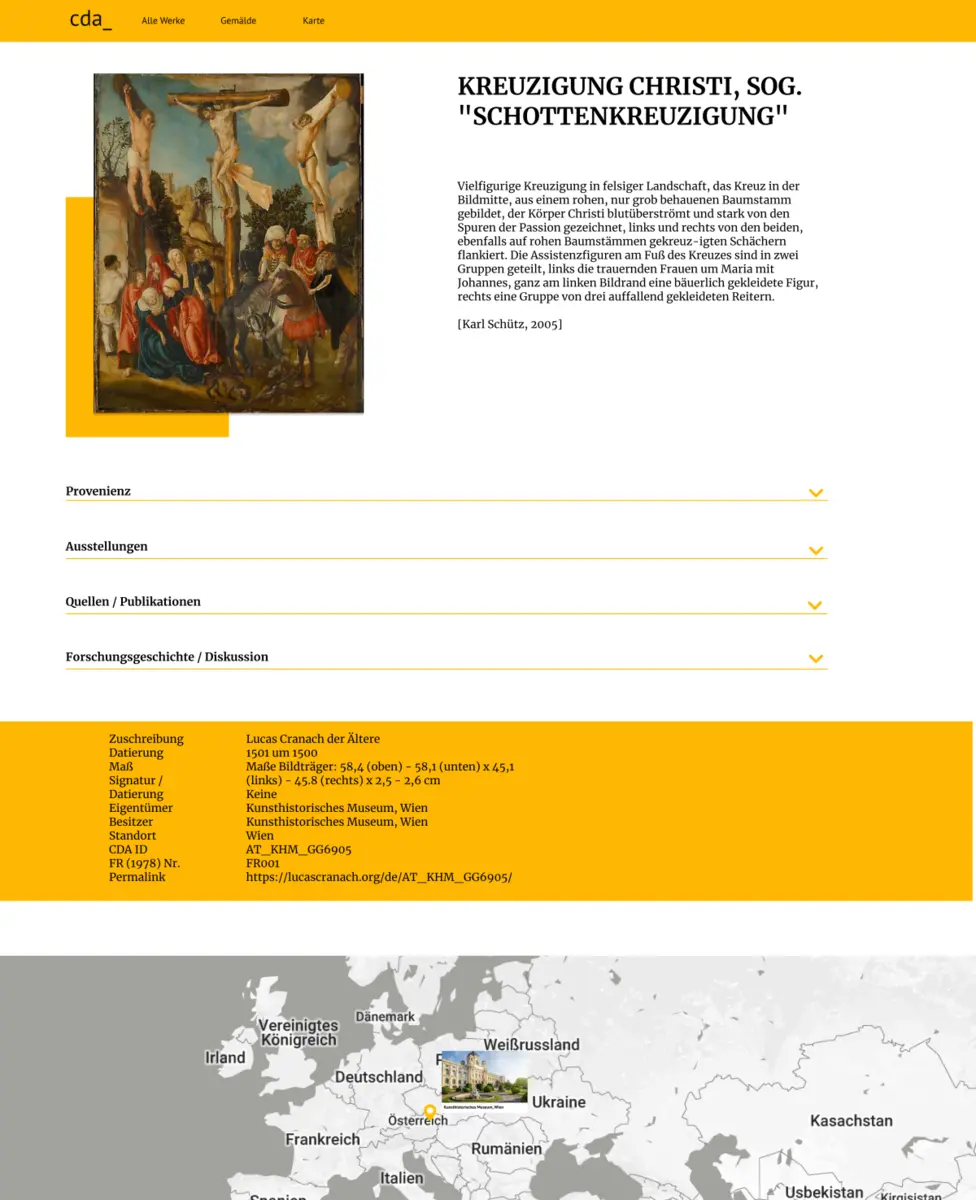 cda_
Alle Werke
Gemälde
Karte
KREUZIGUNG CHRISTI, SOG.
"SCHOTTENKREUZIGUNG"
Vielfigurige Kreuzigung in felsiger Landschaft, das Kreuz in der
Bildmitte, aus einem rohen, nur grob behauenen Baumstamm
gebildet, der Körper Christi blutüberströmt und stark von den
Spuren der Passion gezeichnet, links und rechts von den beiden,
ebenfalls auf rohen Baumstämmen gekreuz-igten Schächern
flankiert. Die Assistenzfiguren am Fuß des Kreuzes sind in zwei
Gruppen geteilt, links die trauernden Frauen um Maria mit
Johannes, ganz am linken Bildrand eine bäuerlich gekleidete Figur,
rechts eine Gruppe von drei auffallend gekleideten Reitern.
[Karl Schütz, 2005]
Provenienz
Ausstellungen
Quellen / Publikationen
Forschungsgeschichte / Diskussion
Zuschreibung Lucas Cranach der Ältere
Datierung 1501 um 1500
Maß Maße Bildträger: 58,4 (oben) - 58,1 (unten) x 45,1
Signatur / (links) - 45.8 (rechts) x 2,5 - 2,6 cm
Datierung Keine
Eigentümer Kunsthistorisches Museum, Wien
Besitzer Kunsthistorisches Museum, Wien
Standort Wien
CDA ID AT_KHM_GG6905
FR (1978) Nr. FR001
Permalink https://lucascranach.org/de/AT_KHM_GG6905/
Dänemark
Vereinigtes
Königreich
Weißrussland
Irland
Deutschland
Kunsthistorisches Museum, Wien
Ukraine
Österreich
Kasachstan
Frankreich
Rumänien
Italien
Usbekistan
Kirgisistan
Spanien